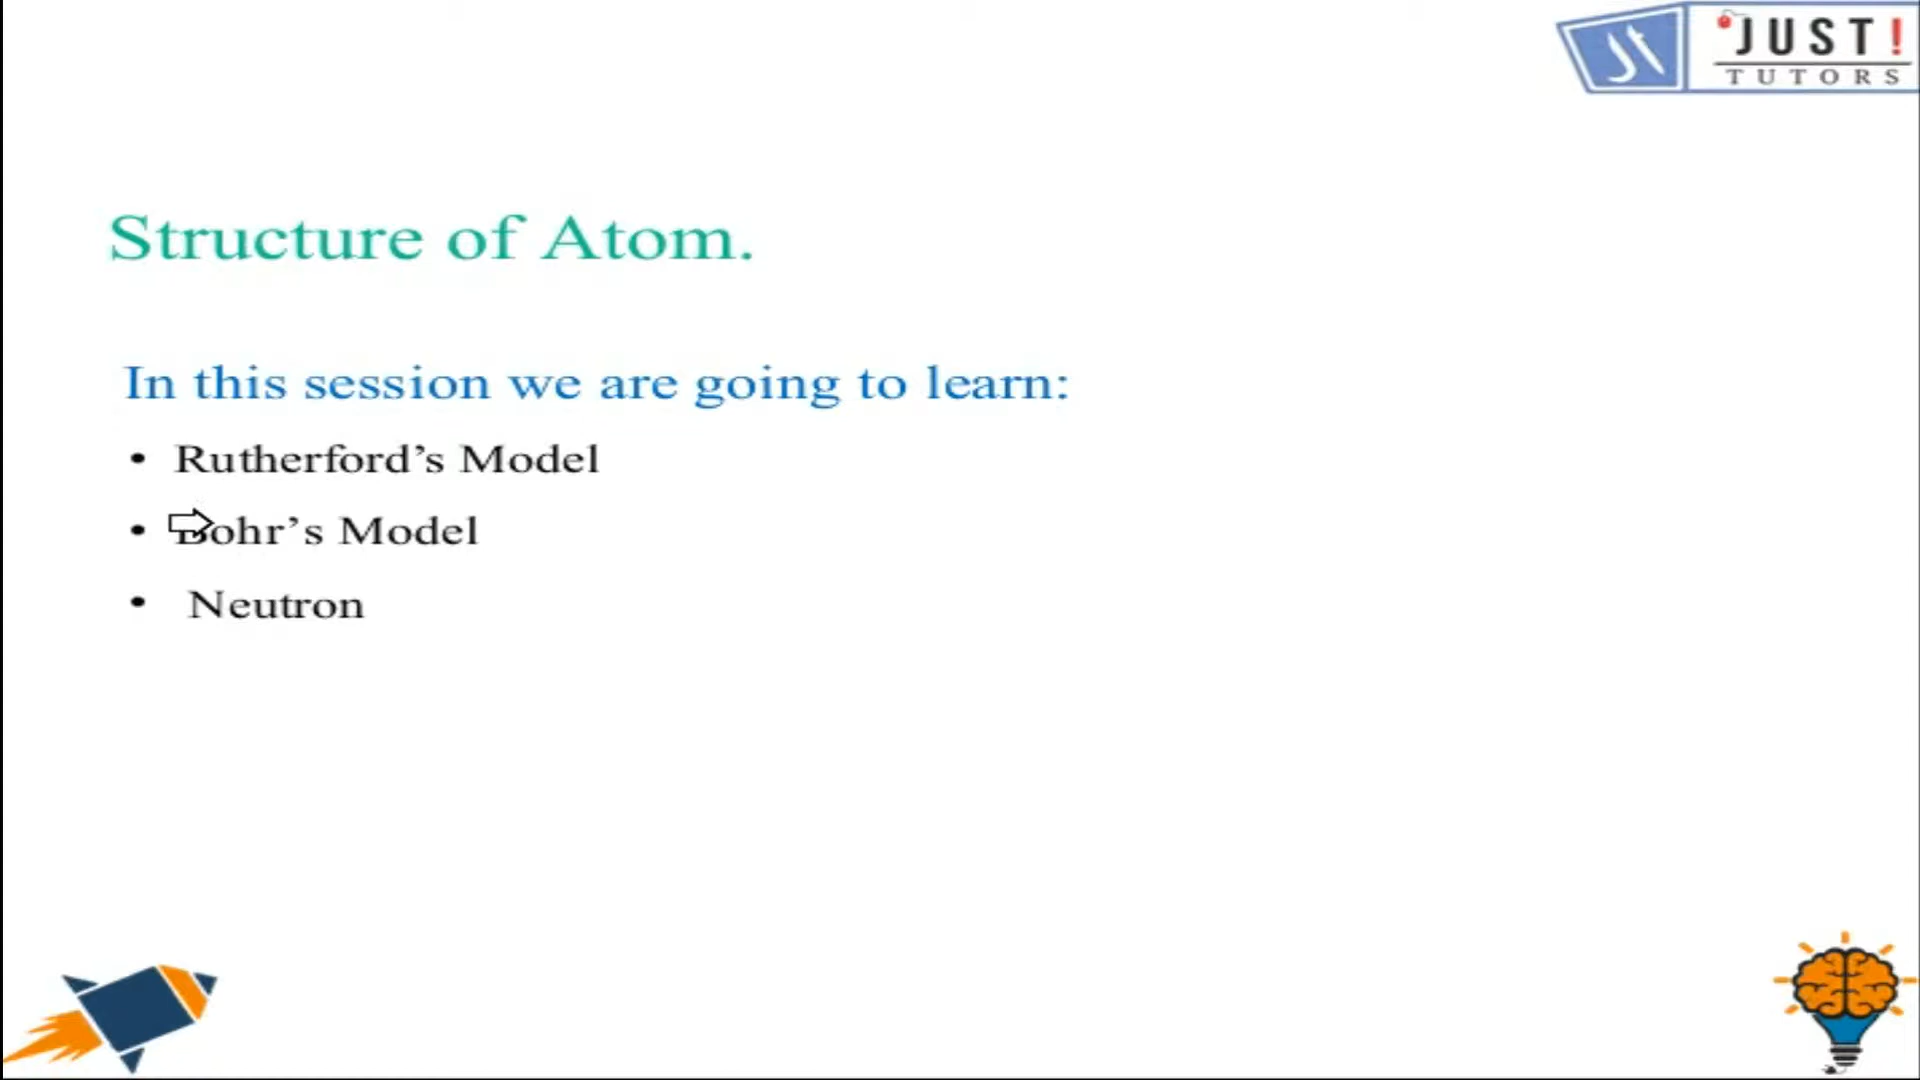 JUST!
TUTORS
Structure of Atom.
In this session we are going to learn:
• Rutherford’s Model
• Bohr’s Model
• Neutron